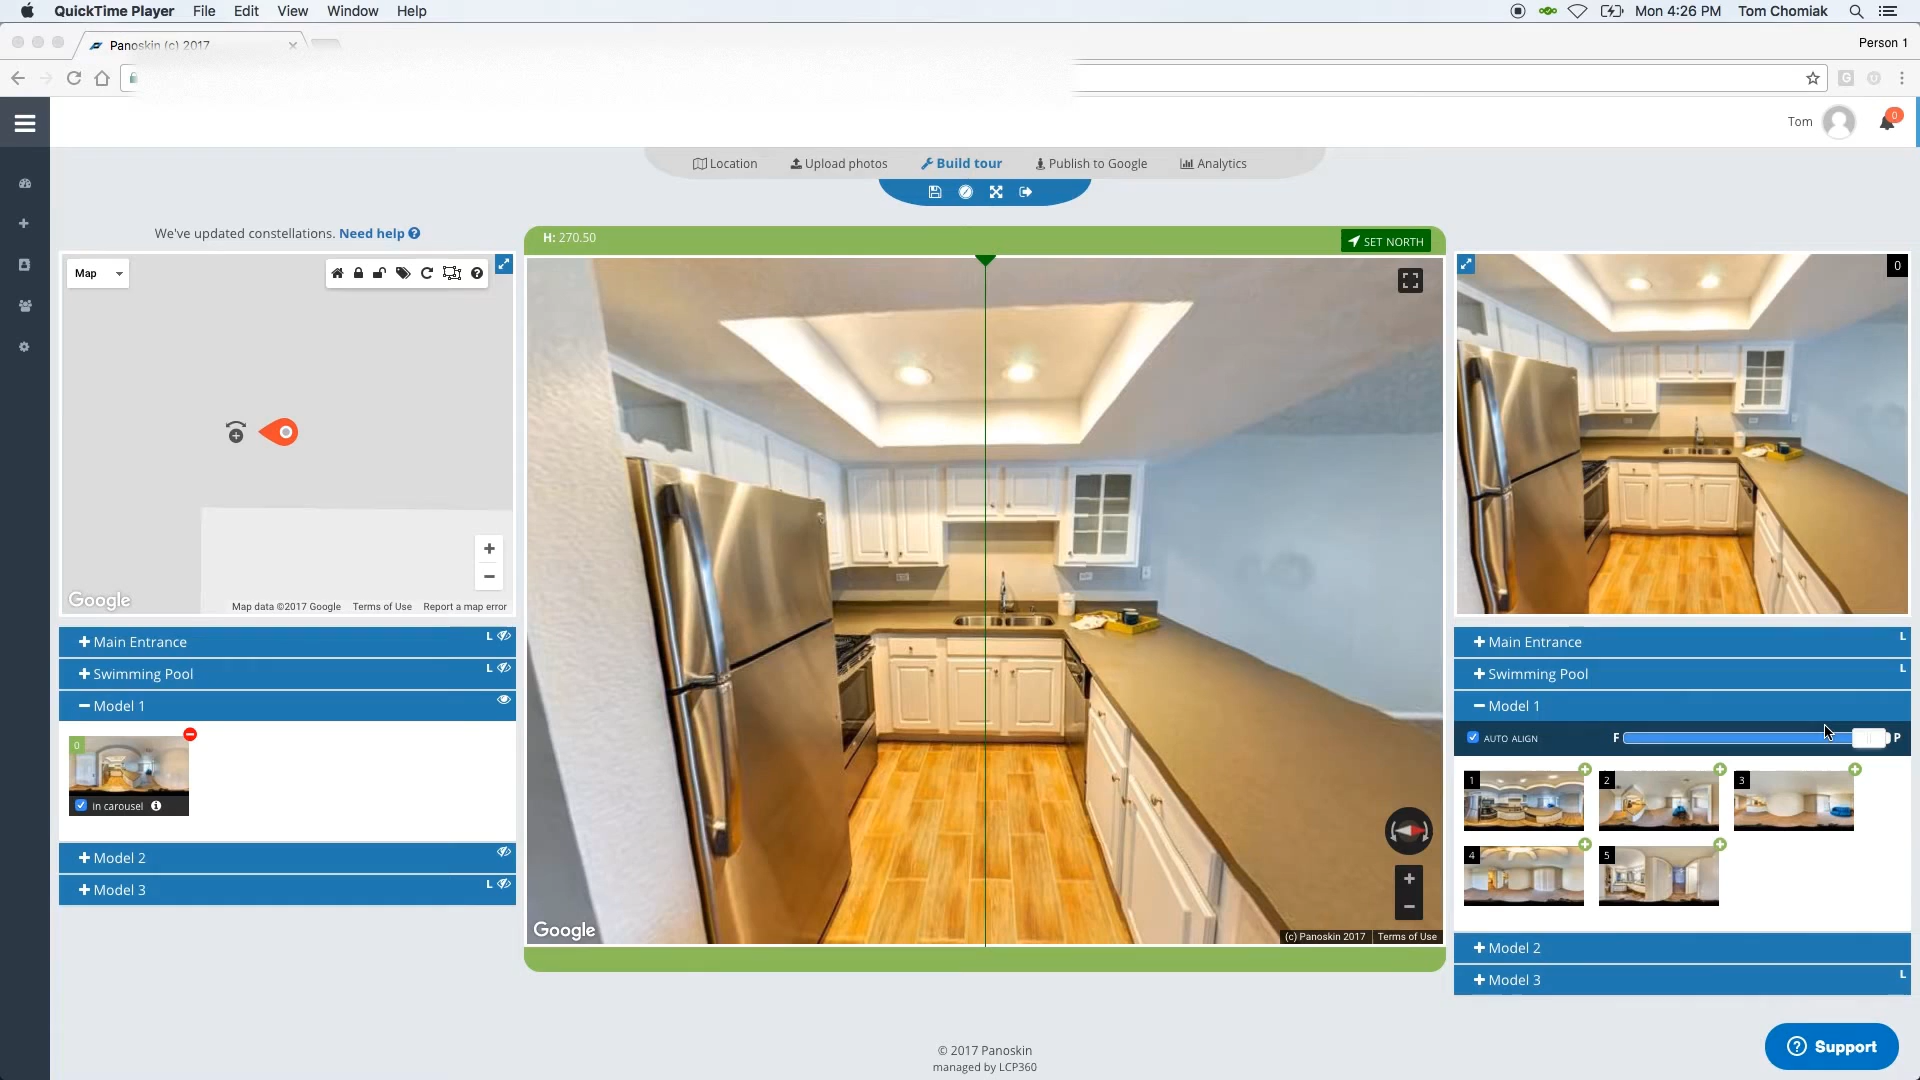 QuickTime Player File Edit View Window Help Mon 4:26 PM Tom Chomiak
Panoskin (c) 2017
Person 1
Tom 0
Location Upload photos Build tour Publish to Google Analytics
We've updated constellations. Need help
H: 270.50 SET NORTH
Map
0
Google
Map data ©2017 Google Terms of Use Report a map error
Main Entrance L
Swimming Pool L
Model 1
0
in carousel
Model 2
Model 3 L
Google
(c) Panoskin 2017 Terms of Use
Main Entrance L
Swimming Pool L
Model 1
AUTO ALIGN F P
1 2 3
4 5
Model 2
Model 3 L
© 2017 Panoskin
managed by LCP360
Support